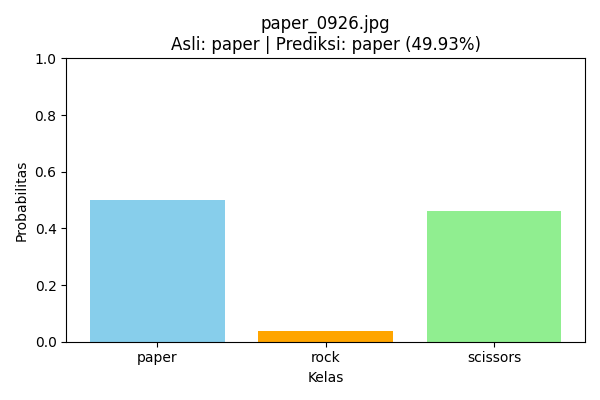 paper_0926.jpg
Asli: paper | Prediksi: paper (49.93%)
1.0
0.8
0.6
0.4
0.2
0.0
Probabilitas
paper rock scissors
Kelas